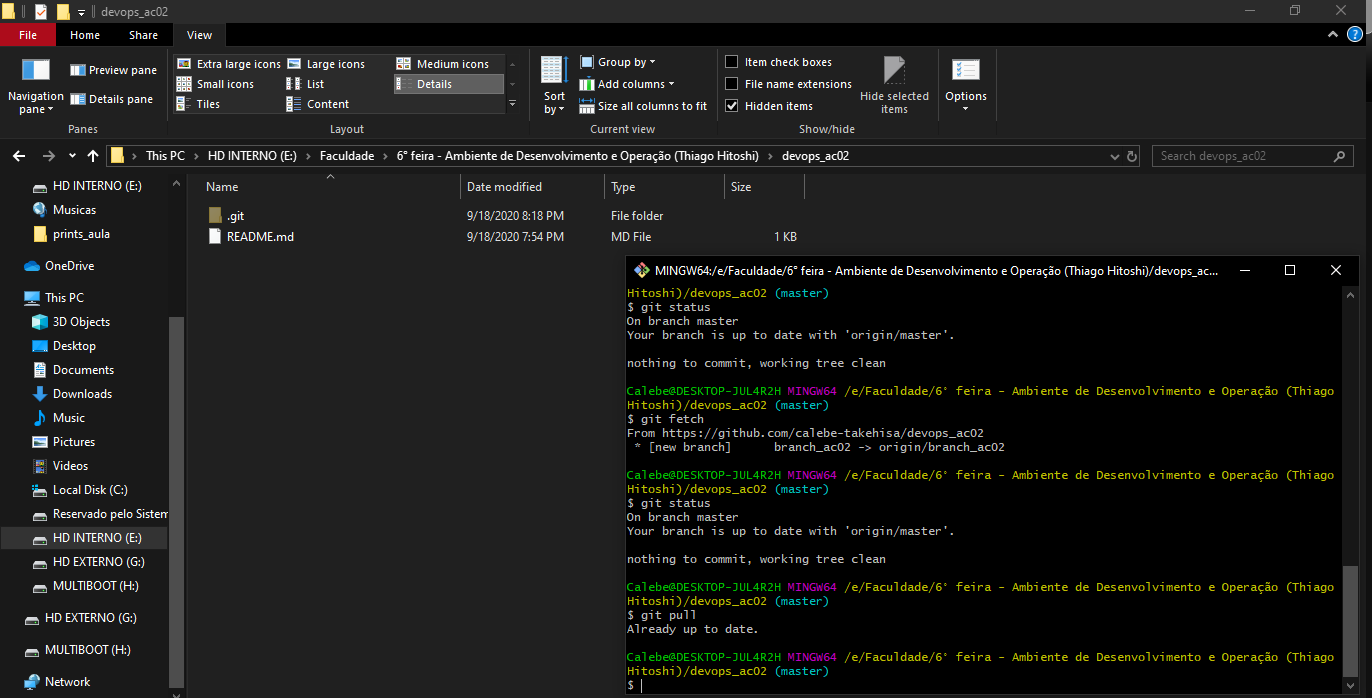 devops_ac02
File Home Share View
Navigation pane
Preview pane
Details pane
Panes
Extra large icons Large icons Medium icons
Small icons List Details
Tiles Content
Layout
Sort by
Group by
Add columns
Size all columns to fit
Current view
Item check boxes
File name extensions
Hidden items
Hide selected items
Show/hide
Options
This PC HD INTERNO (E:) Faculdade 6° feira - Ambiente de Desenvolvimento e Operação (Thiago Hitoshi) devops_ac02
Search devops_ac02
HD INTERNO (E:)
Musicas
prints_aula
OneDrive
This PC
3D Objects
Desktop
Documents
Downloads
Music
Pictures
Videos
Local Disk (C:)
Reservado pelo Sistem
HD INTERNO (E:)
HD EXTERNO (G:)
MULTIBOOT (H:)
HD EXTERNO (G:)
MULTIBOOT (H:)
Network
Name Date modified Type Size
.git 9/18/2020 8:18 PM File folder
README.md 9/18/2020 7:54 PM MD File 1 KB
MINGW64:/e/Faculdade/6° feira - Ambiente de Desenvolvimento e Operação (Thiago Hitoshi)/devops_ac...
Hitoshi)/devops_ac02 (master)
$ git status
On branch master
Your branch is up to date with 'origin/master'.
nothing to commit, working tree clean
Calebe@DESKTOP-JUL4R2H MINGW64 /e/Faculdade/6° feira - Ambiente de Desenvolvimento e Operação (Thiago
Hitoshi)/devops_ac02 (master)
$ git fetch
From https://github.com/calebe-takehisa/devops_ac02
* [new branch] branch_ac02 -> origin/branch_ac02
Calebe@DESKTOP-JUL4R2H MINGW64 /e/Faculdade/6° feira - Ambiente de Desenvolvimento e Operação (Thiago
Hitoshi)/devops_ac02 (master)
$ git status
On branch master
Your branch is up to date with 'origin/master'.
nothing to commit, working tree clean
Calebe@DESKTOP-JUL4R2H MINGW64 /e/Faculdade/6° feira - Ambiente de Desenvolvimento e Operação (Thiago
Hitoshi)/devops_ac02 (master)
$ git pull
Already up to date.
Calebe@DESKTOP-JUL4R2H MINGW64 /e/Faculdade/6° feira - Ambiente de Desenvolvimento e Operação (Thiago
Hitoshi)/devops_ac02 (master)
$